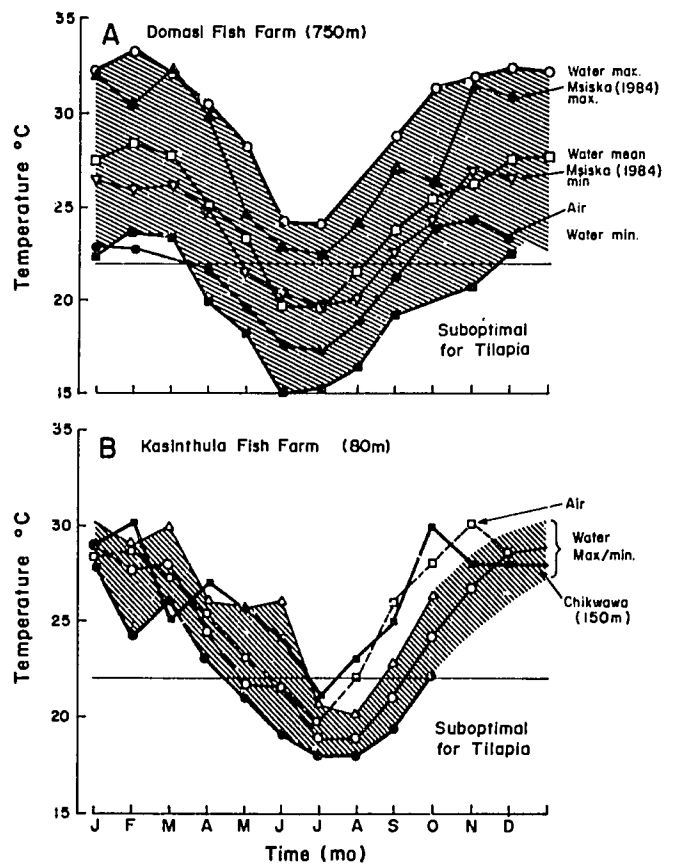 35
30
25
20
15
Temperature °C
A Domasi Fish Farm (750m)
Water max.
Msiska (1984)
max.
Water mean
Msiska (1984)
min
Air
Water min.
Suboptimal
for Tilapia
35
30
25
20
15
Temperature °C
B Kasinthula Fish Farm (80m)
Air
Water
Max/min.
Chikwawa
(150m)
Suboptimal
for Tilapia
J F M A M J J A S O N D
Time (mo)